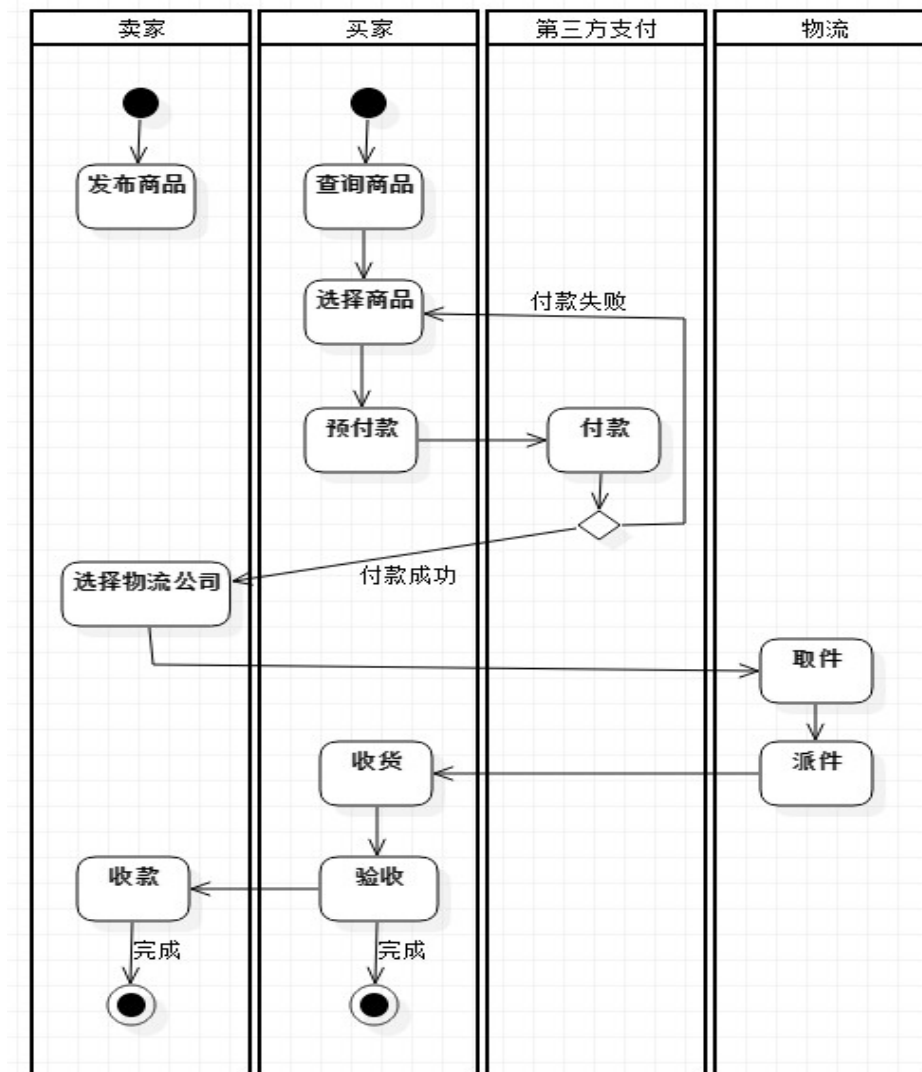 卖家
买家
第三方支付
物流
发布商品
查询商品
选择商品
付款失败
预付款
付款
付款成功
选择物流公司
取件
收货
派件
收款
验收
完成
完成